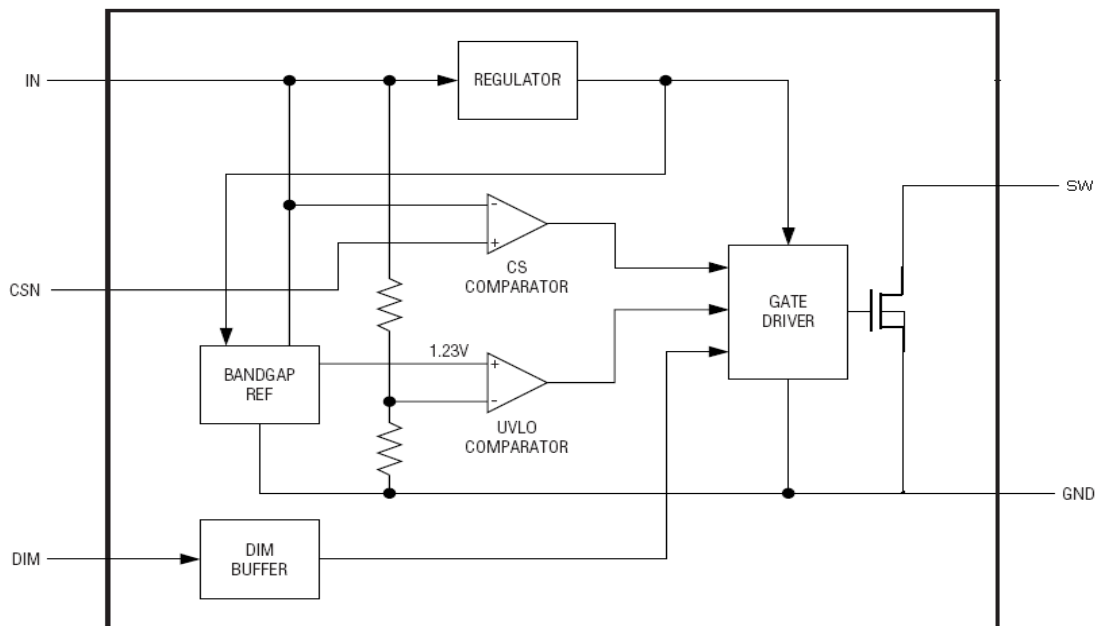 IN
REGULATOR
SW
-
+
CS
COMPARATOR
CSN
GATE
DRIVER
1.23V
BANDGAP
REF
+
-
UVLO
COMPARATOR
GND
DIM
DIM
BUFFER